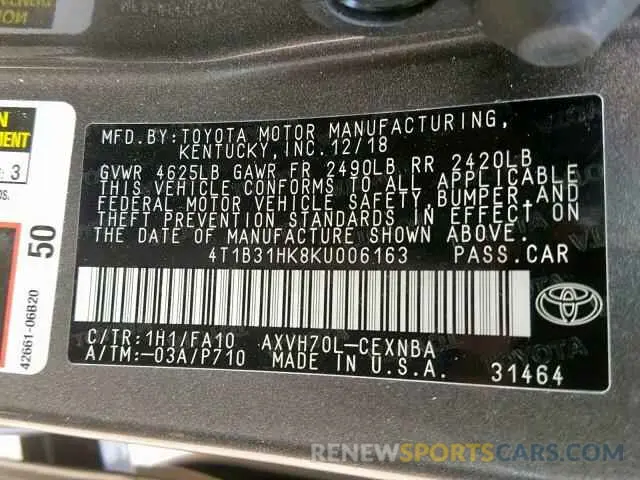 MFD.BY:TOYOTA MOTOR MANUFACTURING,
KENTUCKY,INC.12/18
GVWR 4625LB GAWR FR 2490LB RR 2420LB
THIS VEHICLE CONFORMS TO ALL APPLICABLE
FEDERAL MOTOR VEHICLE SAFETY,BUMPER,AND
THEFT PREVENTION STANDARDS IN EFFECT ON
THE DATE OF MANUFACTURE SHOWN ABOVE.
4T1B31HK8KU006163 PASS.CAR
C/TR:1H1/FA10 AXVH70L-CEXNBA
A/TM:-03A/P710 MADE IN U.S.A. 31464
: 3
50
42661-06B20
RENEWSPORTSCARS.COM